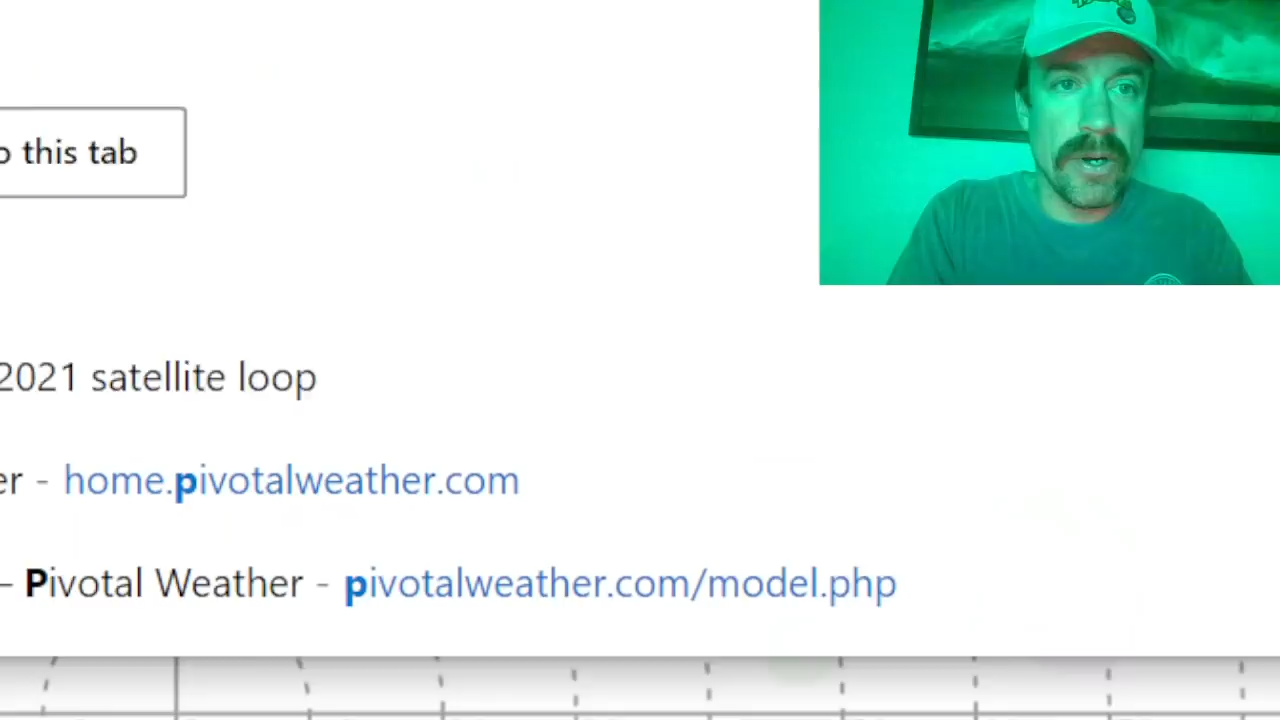 o this tab
2021 satellite loop
er - home.pivotalweather.com
– Pivotal Weather - pivotalweather.com/model.php